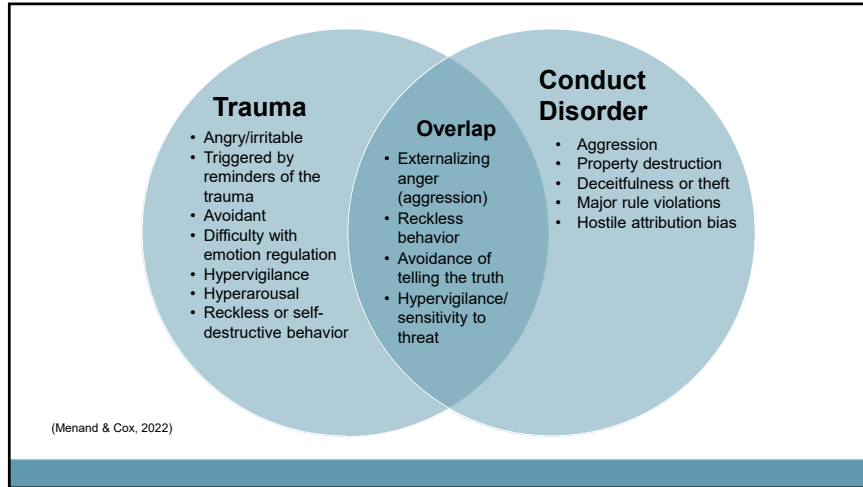 Trauma
• Angry/irritable
• Triggered by
reminders of the
trauma
• Avoidant
• Difficulty with
emotion regulation
• Hypervigilance
• Hyperarousal
• Reckless or self-
destructive behavior
Overlap
• Externalizing
anger
(aggression)
• Reckless
behavior
• Avoidance of
telling the truth
• Hypervigilance/
sensitivity to
threat
Conduct
Disorder
• Aggression
• Property destruction
• Deceitfulness or theft
• Major rule violations
• Hostile attribution bias
(Menand & Cox, 2022)